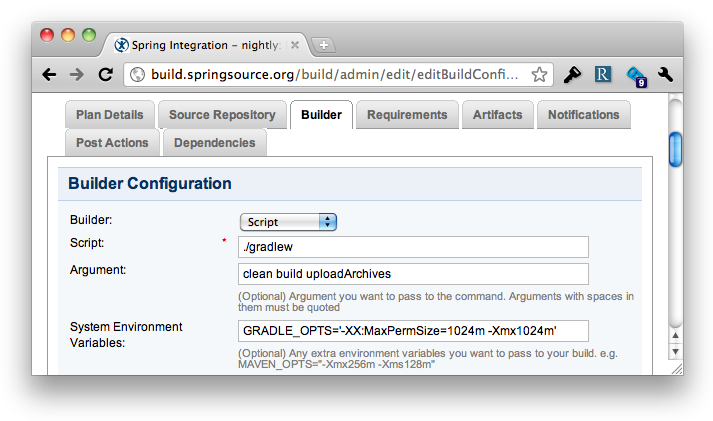 Spring Integration – nightly:
build.springsource.org/build/admin/edit/editBuildConfi...
9
Plan Details Source Repository Builder Requirements Artifacts Notifications
Post Actions Dependencies
Builder Configuration
Builder: Script
Script: * ./gradlew
Argument: clean build uploadArchives
(Optional) Argument you want to pass to the command. Arguments with spaces in
them must be quoted
System Environment
Variables: GRADLE_OPTS='-XX:MaxPermSize=1024m -Xmx1024m'
(Optional) Any extra environment variables you want to pass to your build. e.g.
MAVEN_OPTS="-Xmx256m -Xms128m"